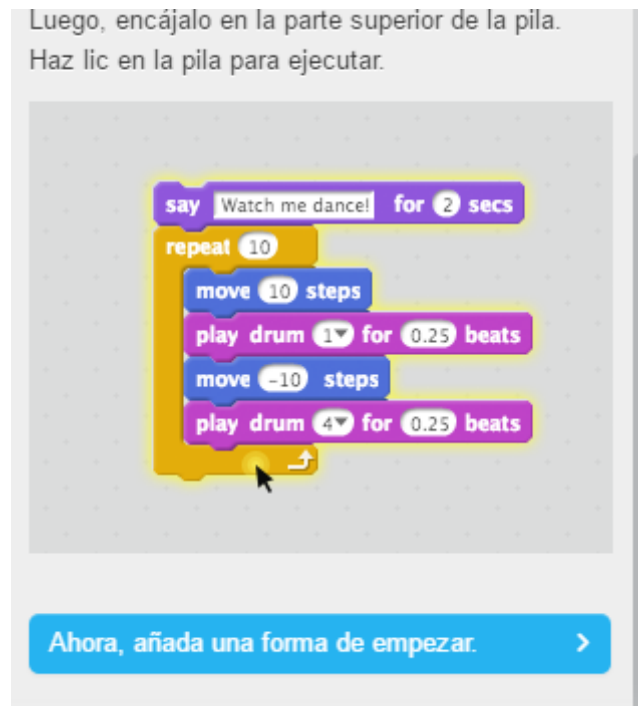 Luego, encájalo en la parte superior de la pila.
Haz lic en la pila para ejecutar.
say Watch me dance! for 2 secs
repeat 10
move 10 steps
play drum 1 for 0.25 beats
move -10 steps
play drum 4 for 0.25 beats
Ahora, añada una forma de empezar.